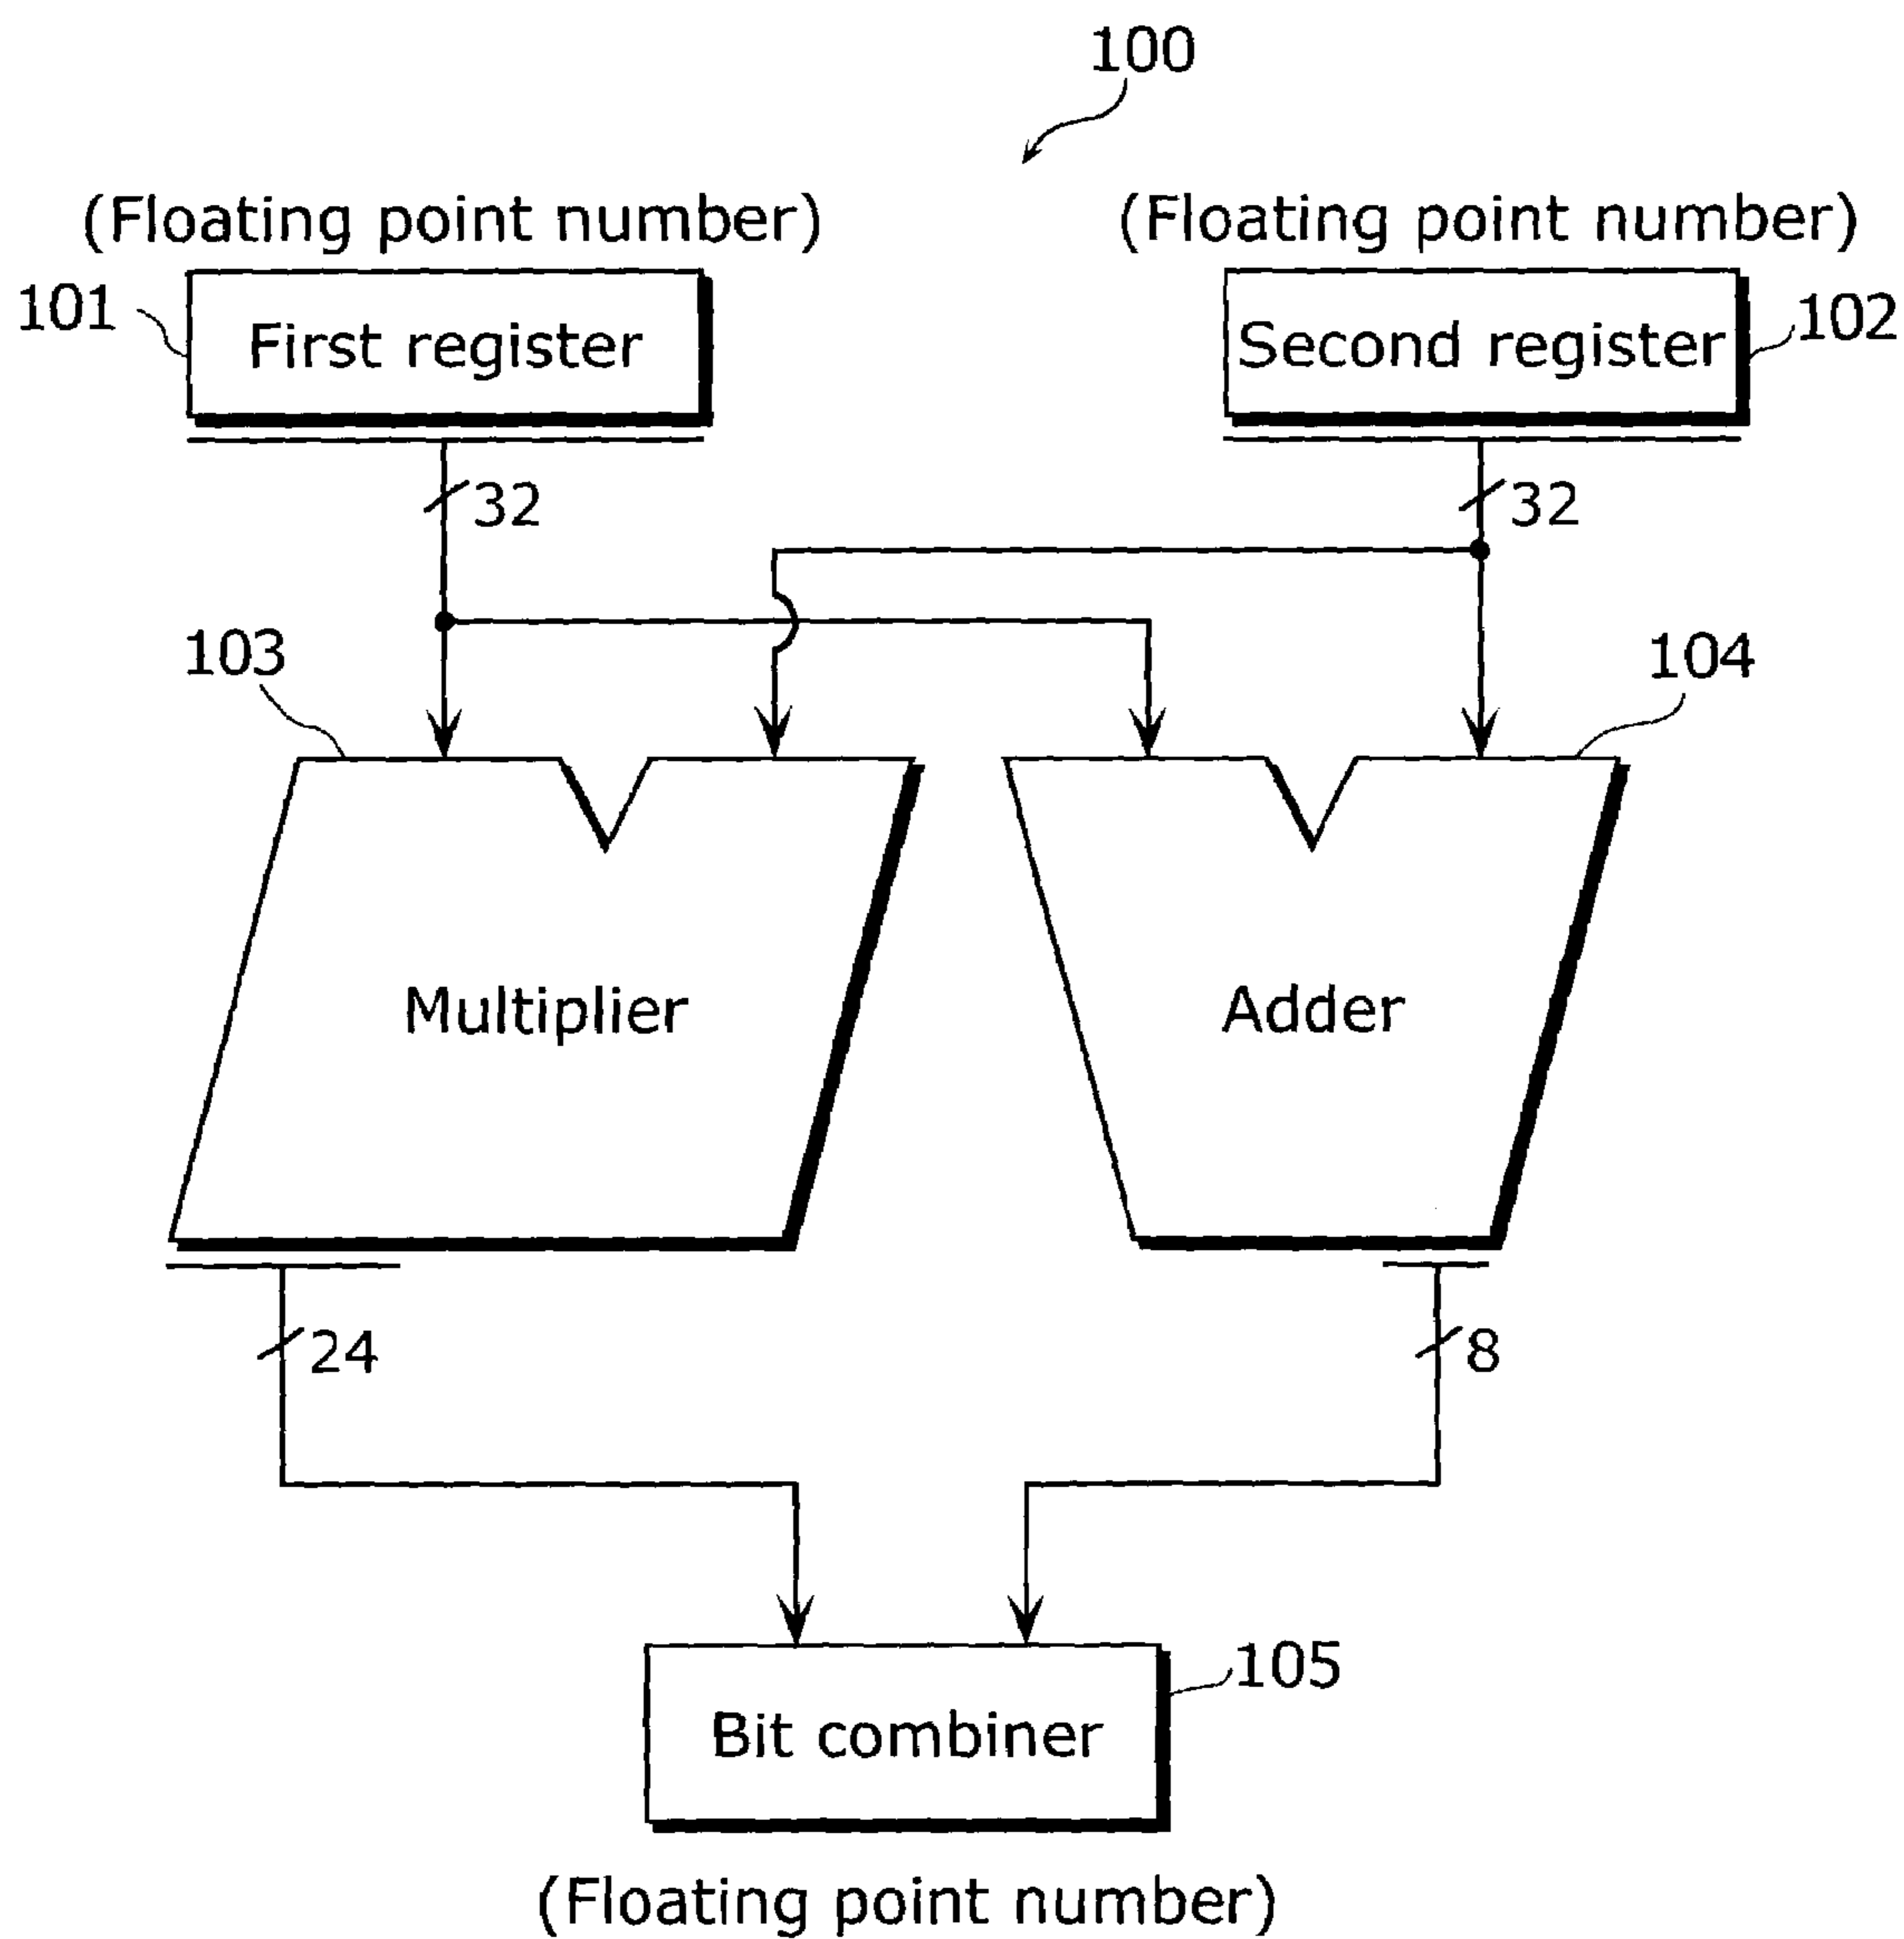 100
(Floating point number)
(Floating point number)
101
First register
Second register
102
32
32
103
104
Multiplier
Adder
24
8
105
Bit combiner
(Floating point number)